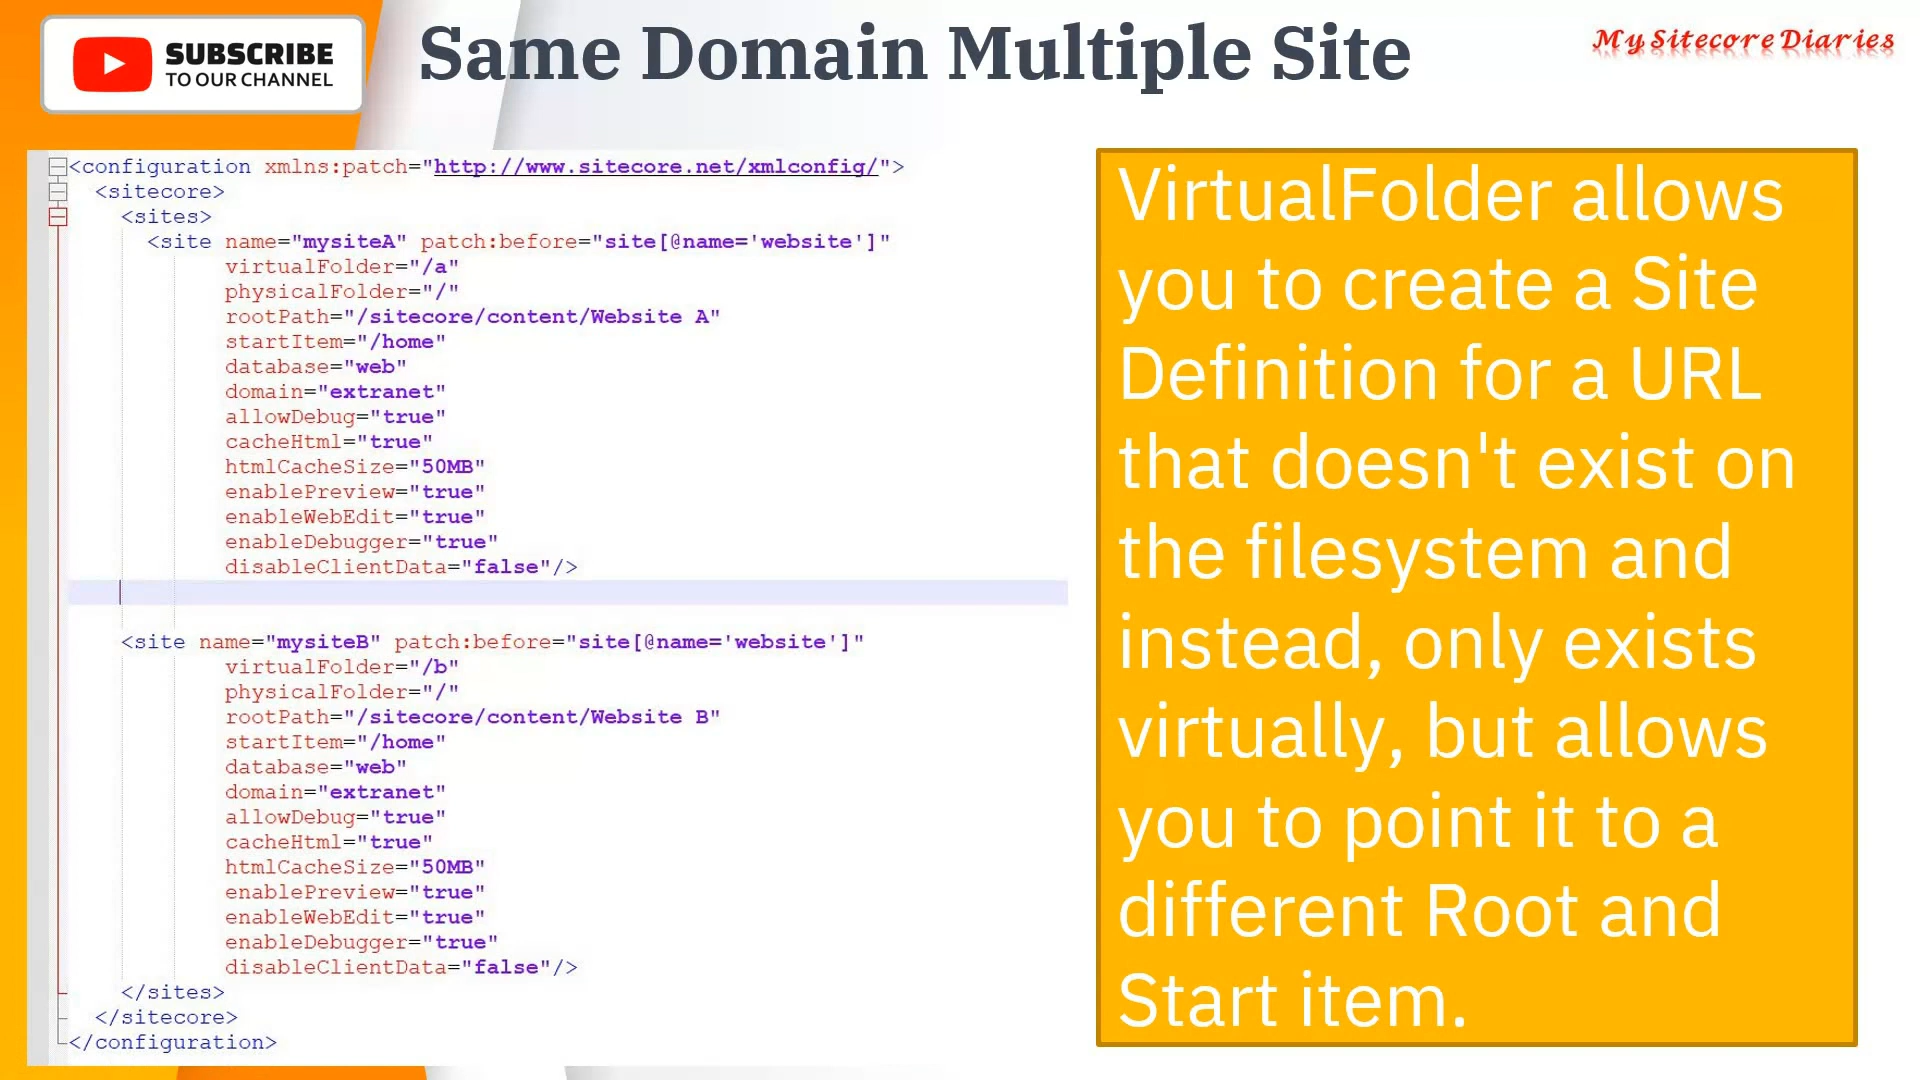 SUBSCRIBE
TO OUR CHANNEL
Same Domain Multiple Site
My Sitecore Diaries
<configuration xmlns:patch="http://www.sitecore.net/xmlconfig/">
<sitecore>
<sites>
<site name="mysiteA" patch:before="site[@name='website']"
virtualFolder="/a"
physicalFolder="/"
rootPath="/sitecore/content/Website A"
startItem="/home"
database="web"
domain="extranet"
allowDebug="true"
cacheHtml="true"
htmlCacheSize="50MB"
enablePreview="true"
enableWebEdit="true"
enableDebugger="true"
disableClientData="false"/>
<site name="mysiteB" patch:before="site[@name='website']"
virtualFolder="/b"
physicalFolder="/"
rootPath="/sitecore/content/Website B"
startItem="/home"
database="web"
domain="extranet"
allowDebug="true"
cacheHtml="true"
htmlCacheSize="50MB"
enablePreview="true"
enableWebEdit="true"
enableDebugger="true"
disableClientData="false"/>
</sites>
</sitecore>
</configuration>
VirtualFolder allows
you to create a Site
Definition for a URL
that doesn't exist on
the filesystem and
instead, only exists
virtually, but allows
you to point it to a
different Root and
Start item.